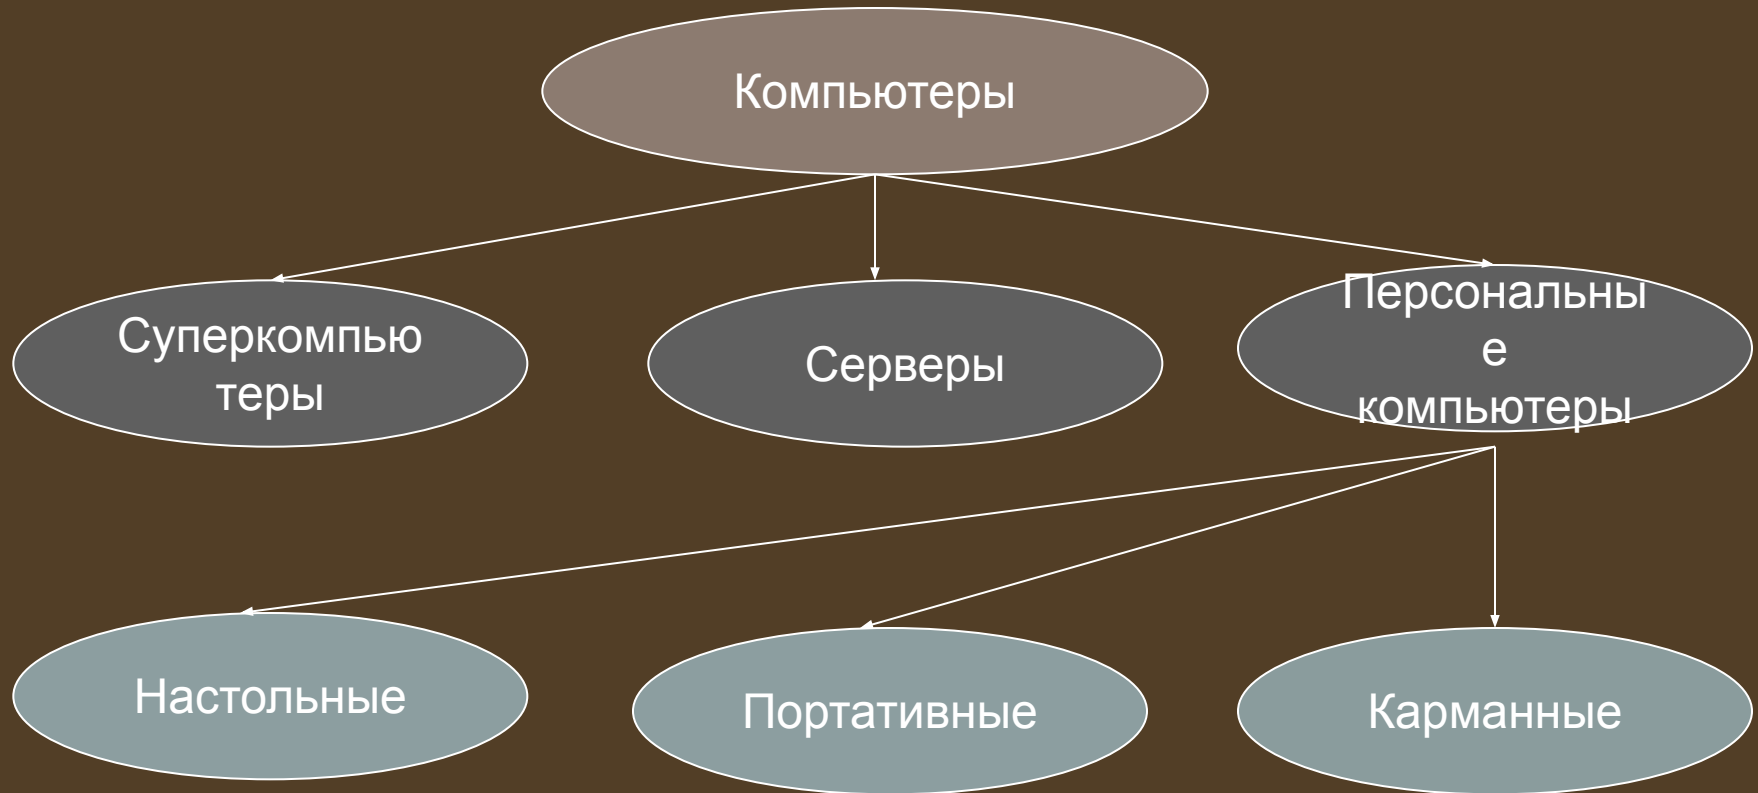 Компьютеры
Суперкомпью
теры
Серверы
Персональны
е
компьютеры
Настольные
Портативные
Карманные